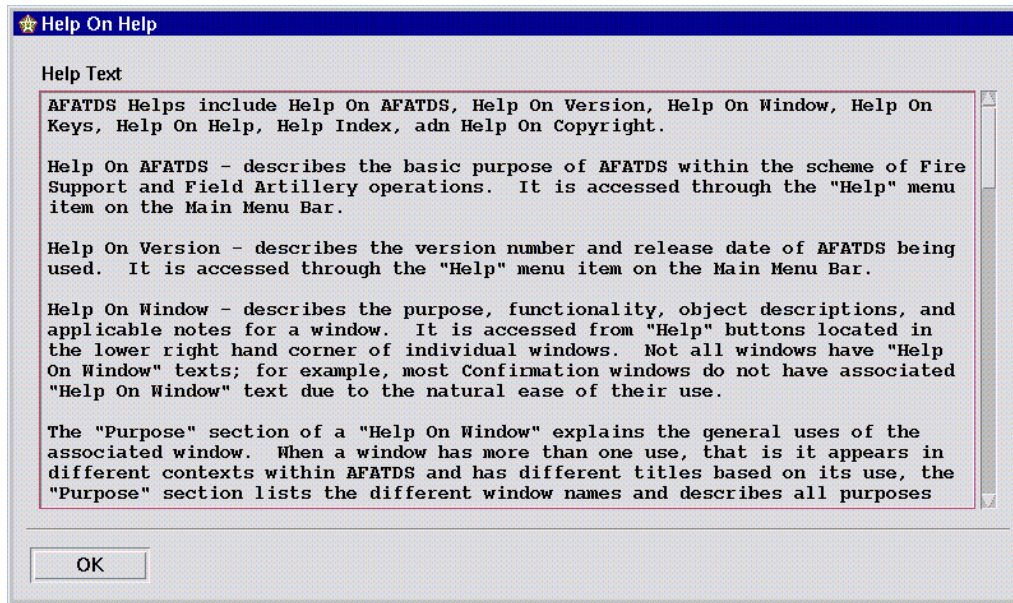 Help On Help
Help Text
AFATDS Helps include Help On AFATDS, Help On Version, Help On Window, Help On
Keys, Help On Help, Help Index, adn Help On Copyright.
Help On AFATDS - describes the basic purpose of AFATDS within the scheme of Fire
Support and Field Artillery operations.  It is accessed through the "Help" menu
item on the Main Menu Bar.
Help On Version - describes the version number and release date of AFATDS being
used.  It is accessed through the "Help" menu item on the Main Menu Bar.
Help On Window - describes the purpose, functionality, object descriptions, and
applicable notes for a window.  It is accessed from "Help" buttons located in
the lower right hand corner of individual windows.  Not all windows have "Help
On Window" texts; for example, most Confirmation windows do not have associated
"Help On Window" text due to the natural ease of their use.
The "Purpose" section of a "Help On Window" explains the general uses of the
associated window.  When a window has more than one use, that is it appears in
different contexts within AFATDS and has different titles based on its use, the
"Purpose" section lists the different window names and describes all purposes
OK